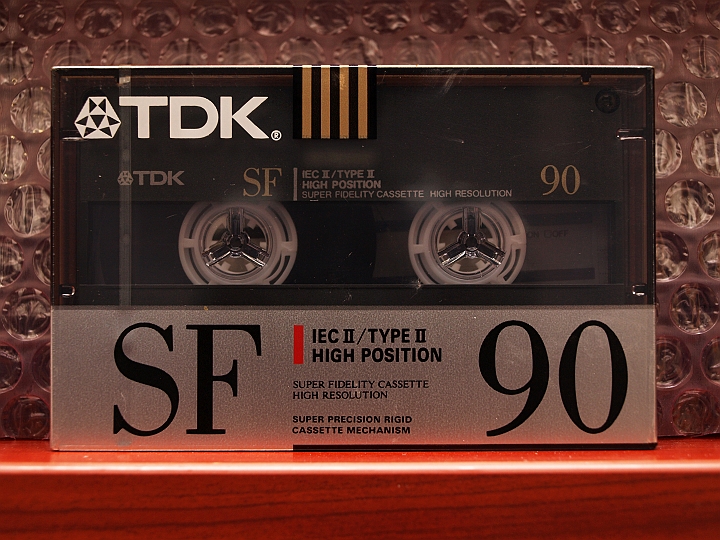 TDK®
TDK SF IEC II/TYPE II 90
HIGH POSITION
SUPER FIDELITY CASSETTE HIGH RESOLUTION
SF IEC II/TYPE II 90
HIGH POSITION
SUPER FIDELITY CASSETTE
HIGH RESOLUTION
SUPER PRECISION RIGID
CASSETTE MECHANISM